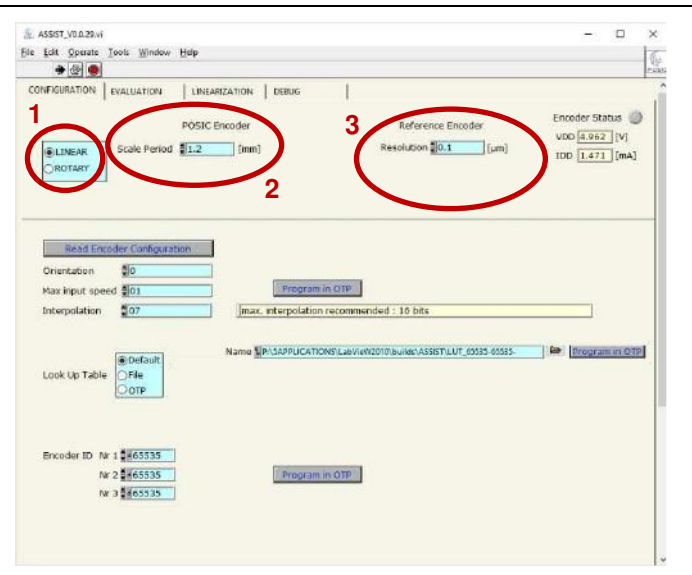 ASSIST_V0.0.29.vi
File Edit Operate Tools Window Help
CONFIGURATION EVALUATION LINEARIZATION DEBUG
1
POSIC Encoder
3
Reference Encoder
Encoder Status
LINEAR
ROTARY
Scale Period 1.2 [mm]
Resolution 0.1 [µm]
VDD 4.962 [V]
IDD 1.471 [mA]
2
Read Encoder Configuration
Orientation 0
Max input speed 01
Program in OTP
Interpolation 07
max. interpolation recommended : 16 bits
Look Up Table
Default
File
OTP
Name P:\SAPPLICATIONS\LabVieW2010\builds\ASSIST\LUT_65535-65535-
Program in OTP
Encoder ID Nr 1 65535
Nr 2 65535
Program in OTP
Nr 3 65535